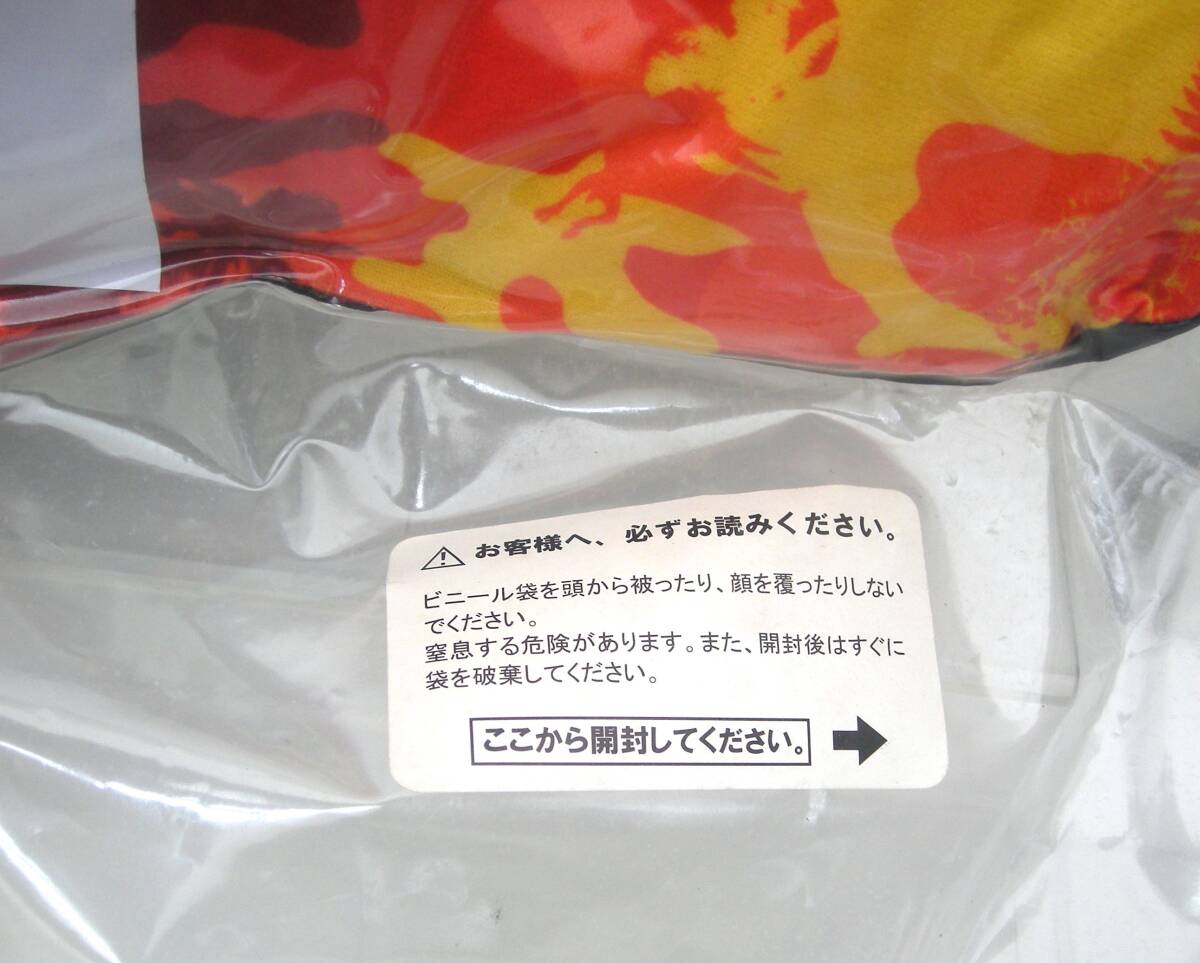 お客様へ、必ずお読みください。
ビニール袋を頭から被ったり、顔を覆ったりしない
でください。
窒息する危険があります。また、開封後はすぐに
袋を破棄してください。
ここから開封してください。